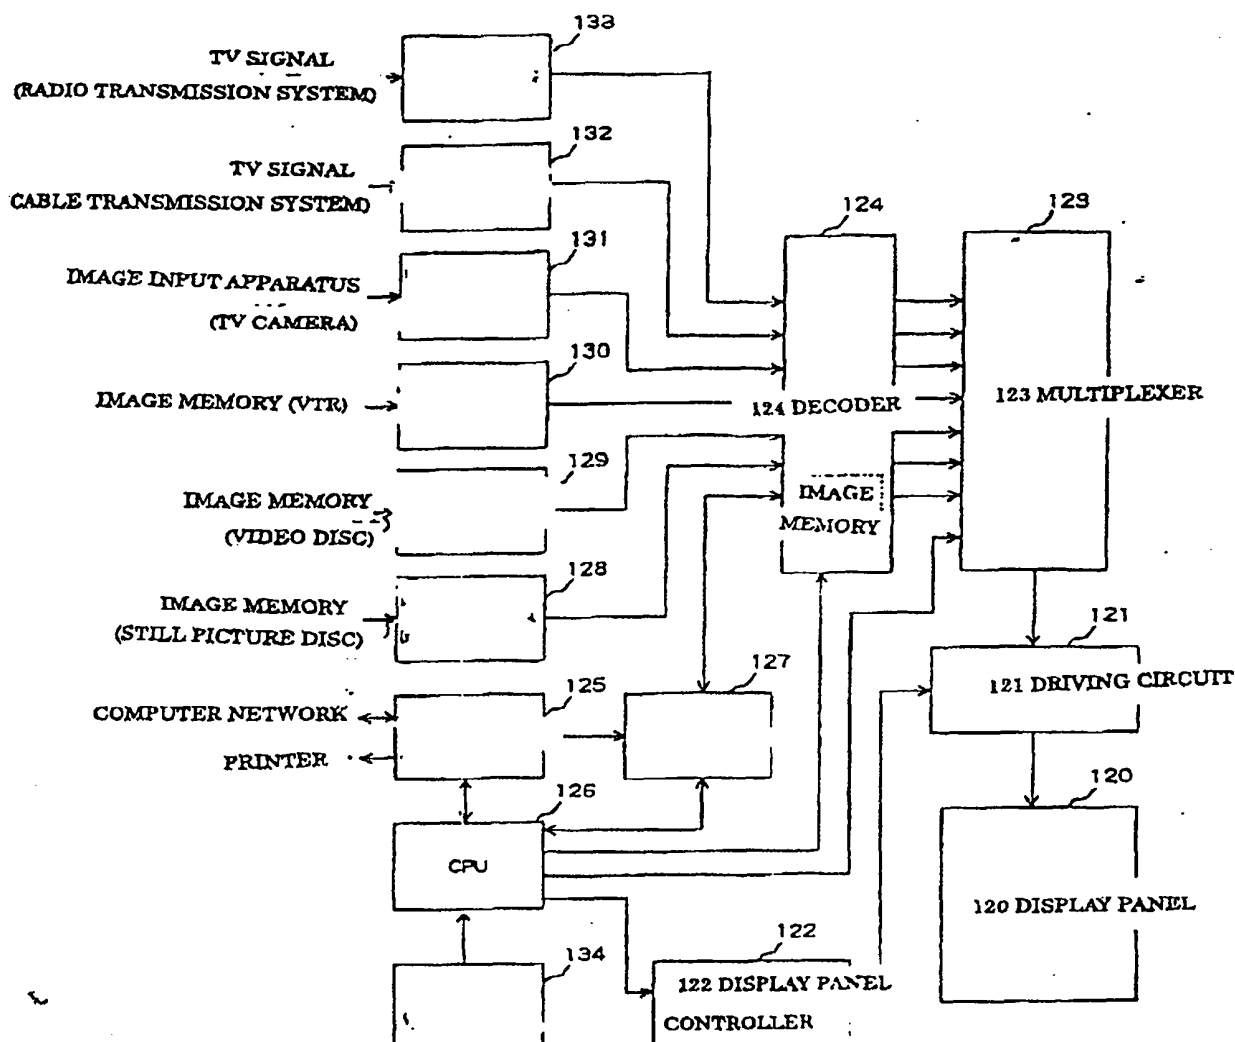 133
TV SIGNAL
(RADIO TRANSMISSION SYSTEM)
132
TV SIGNAL
CABLE TRANSMISSION SYSTEM)
124
123
131
IMAGE INPUT APPARATUS
(TV CAMERA)
130
IMAGE MEMORY (VTR)
124 DECODER
123 MULTIPLEXER
129
IMAGE MEMORY
(VIDEO DISC)
IMAGE
MEMORY
128
IMAGE MEMORY
(STILL PICTURE DISC)
121
127
125
121 DRIVING CIRCUIT
COMPUTER NETWORK
PRINTER
126
120
CPU
120 DISPLAY PANEL
134
122
122 DISPLAY PANEL
CONTROLLER